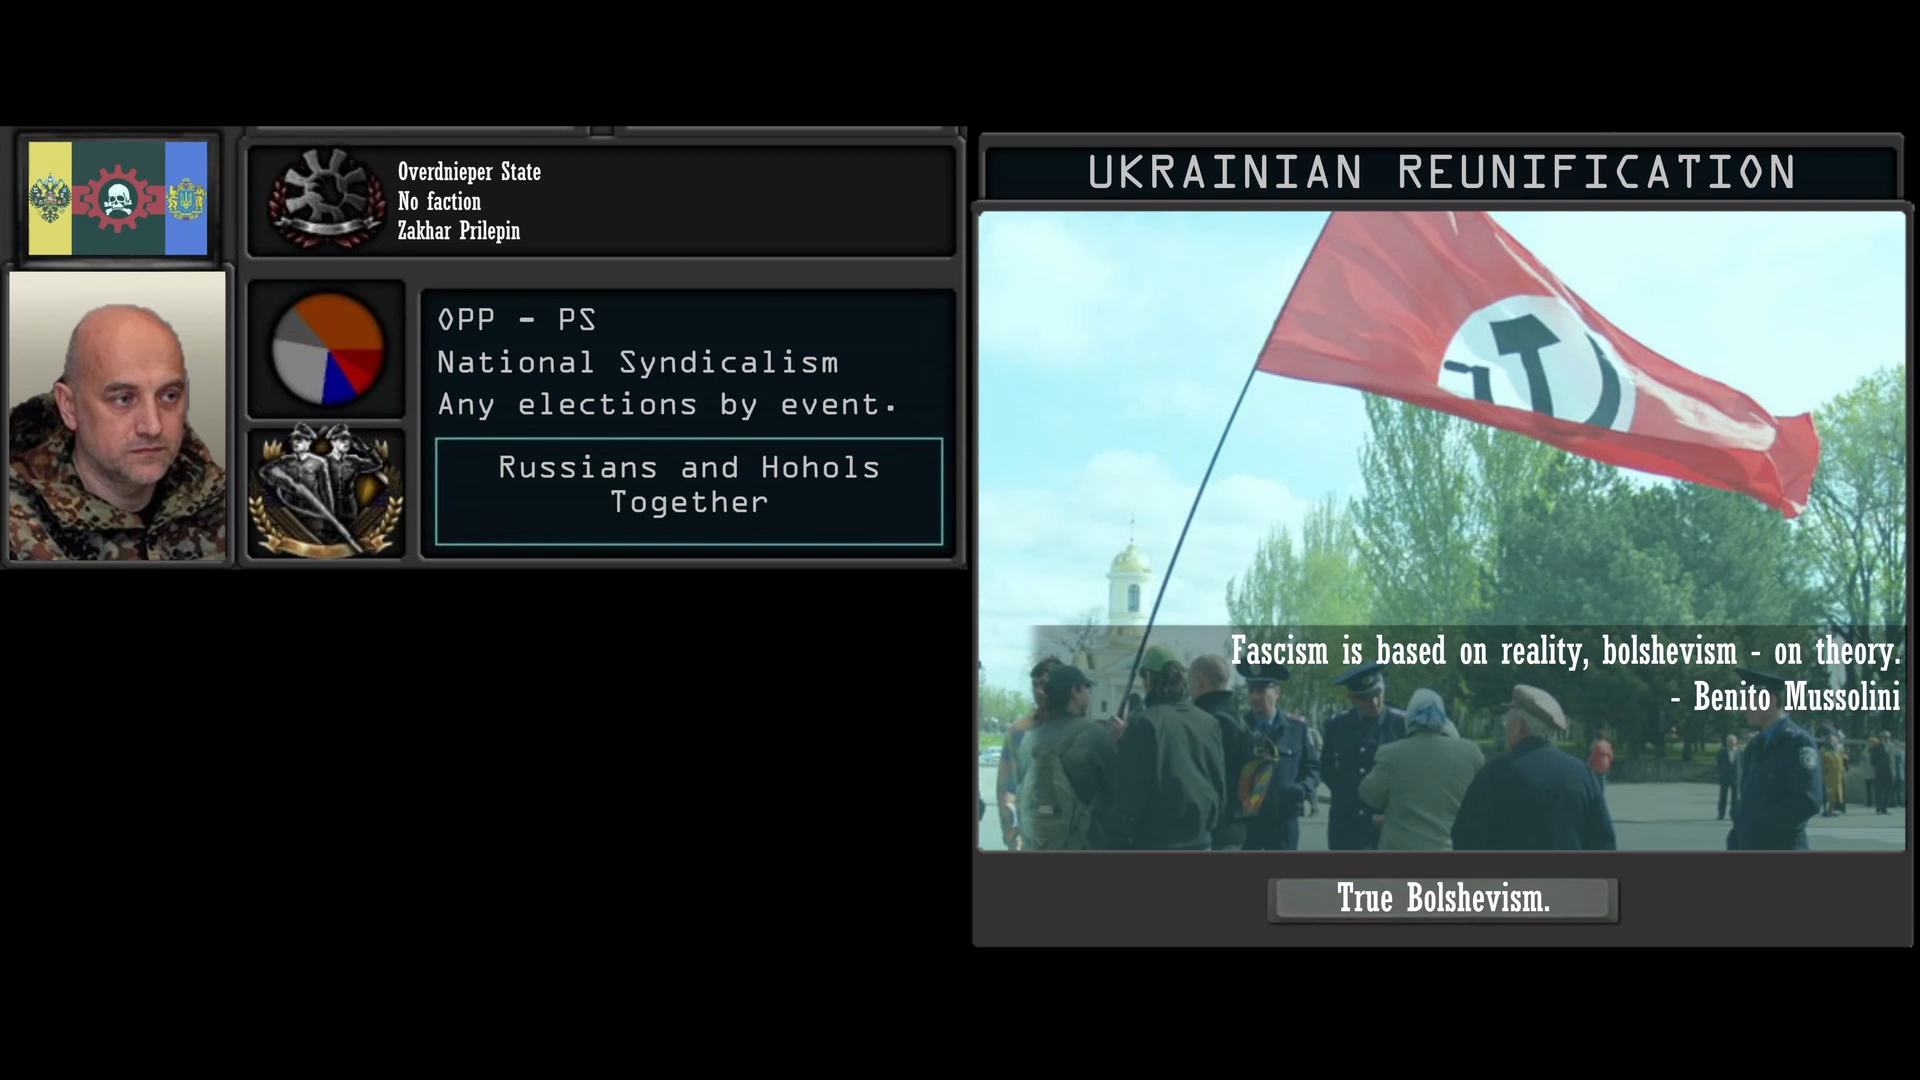 Overdnieper State
No faction
Zakhar Prilepin
OPP - PS
National Syndicalism
Any elections by event.
Russians and Hohols
Together
UKRAINIAN REUNIFICATION
Fascism is based on reality, bolshevism - on theory.
- Benito Mussolini
True Bolshevism.